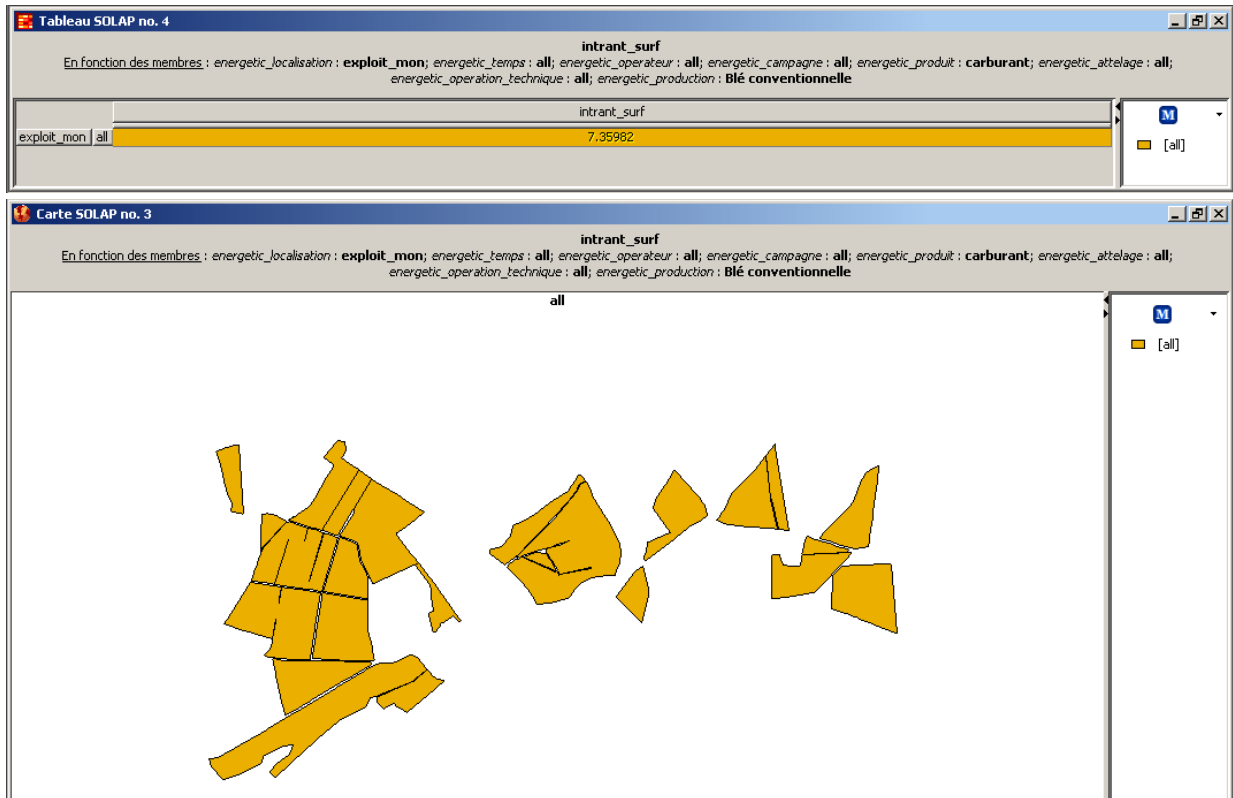 Tableau SOLAP no. 4
intrant_surf
En fonction des membres : energetic_localisation : exploit_mon; energetic_temps : all; energetic_operateur : all; energetic_campagne : all; energetic_produit : carburant; energetic_attelage : all;
energetic_operation_technique : all; energetic_production : Blé conventionnelle
intrant_surf
exploit_mon all 7.35982
M
[all]
Carte SOLAP no. 3
intrant_surf
En fonction des membres : energetic_localisation : exploit_mon; energetic_temps : all; energetic_operateur : all; energetic_campagne : all; energetic_produit : carburant; energetic_attelage : all;
energetic_operation_technique : all; energetic_production : Blé conventionnelle
all
M
[all]